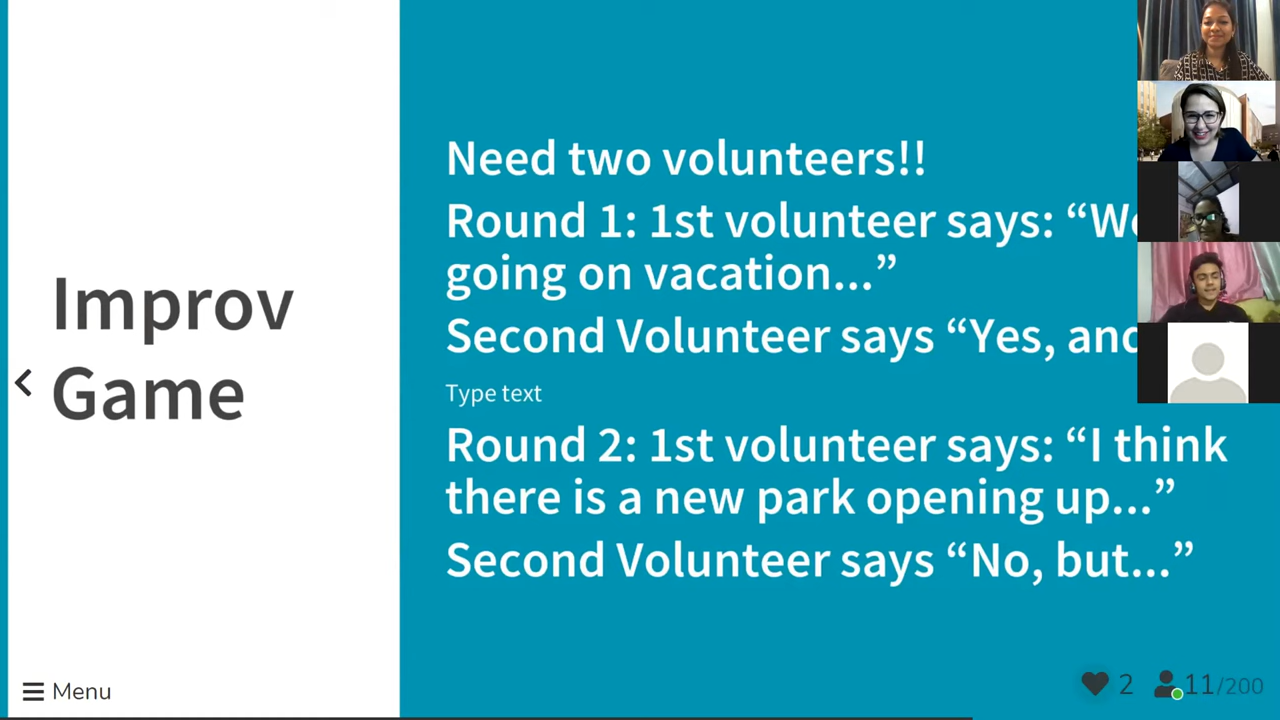 Improv
Game
Need two volunteers!!
Round 1: 1st volunteer says: “
going on vacation...”
Second Volunteer says “Yes,
Type text
Round 2: 1st volunteer says: “I think
there is a new park opening up...”
Second Volunteer says “No, but...”
Menu
2
11/200